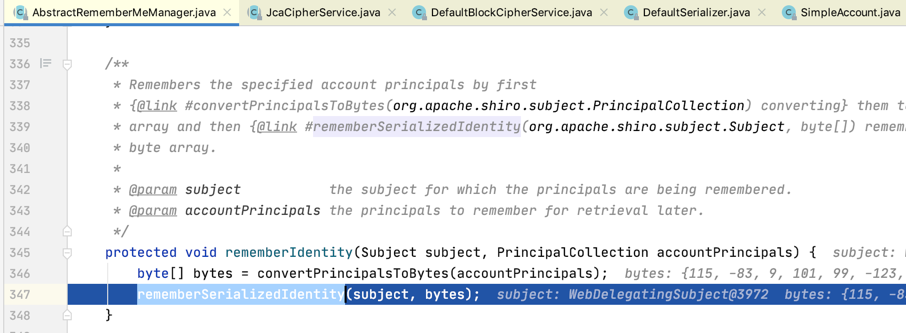 AbstractRememberMeManager.java JcaCipherService.java DefaultBlockCipherService.java DefaultSerializer.java SimpleAccount.java
335
336 /**
337 * Remembers the specified account principals by first
338 * {@link #convertPrincipalsToBytes(org.apache.shiro.subject.PrincipalCollection) converting} them
339 * array and then {@link #rememberSerializedIdentity(org.apache.shiro.subject.Subject, byte[])
340 * byte array.
341 *
342 * @param subject the subject for which the principals are being remembered.
343 * @param accountPrincipals the principals to remember for retrieval later.
344 */
345 protected void rememberIdentity(Subject subject, PrincipalCollection accountPrincipals) { subject:
346 byte[] bytes = convertPrincipalsToBytes(accountPrincipals); bytes: {115, -83, 9, 101, 99, -123,
347 rememberSerializedIdentity(subject, bytes); subject: WebDelegatingSubject@3972 bytes: {115, -8
348 }